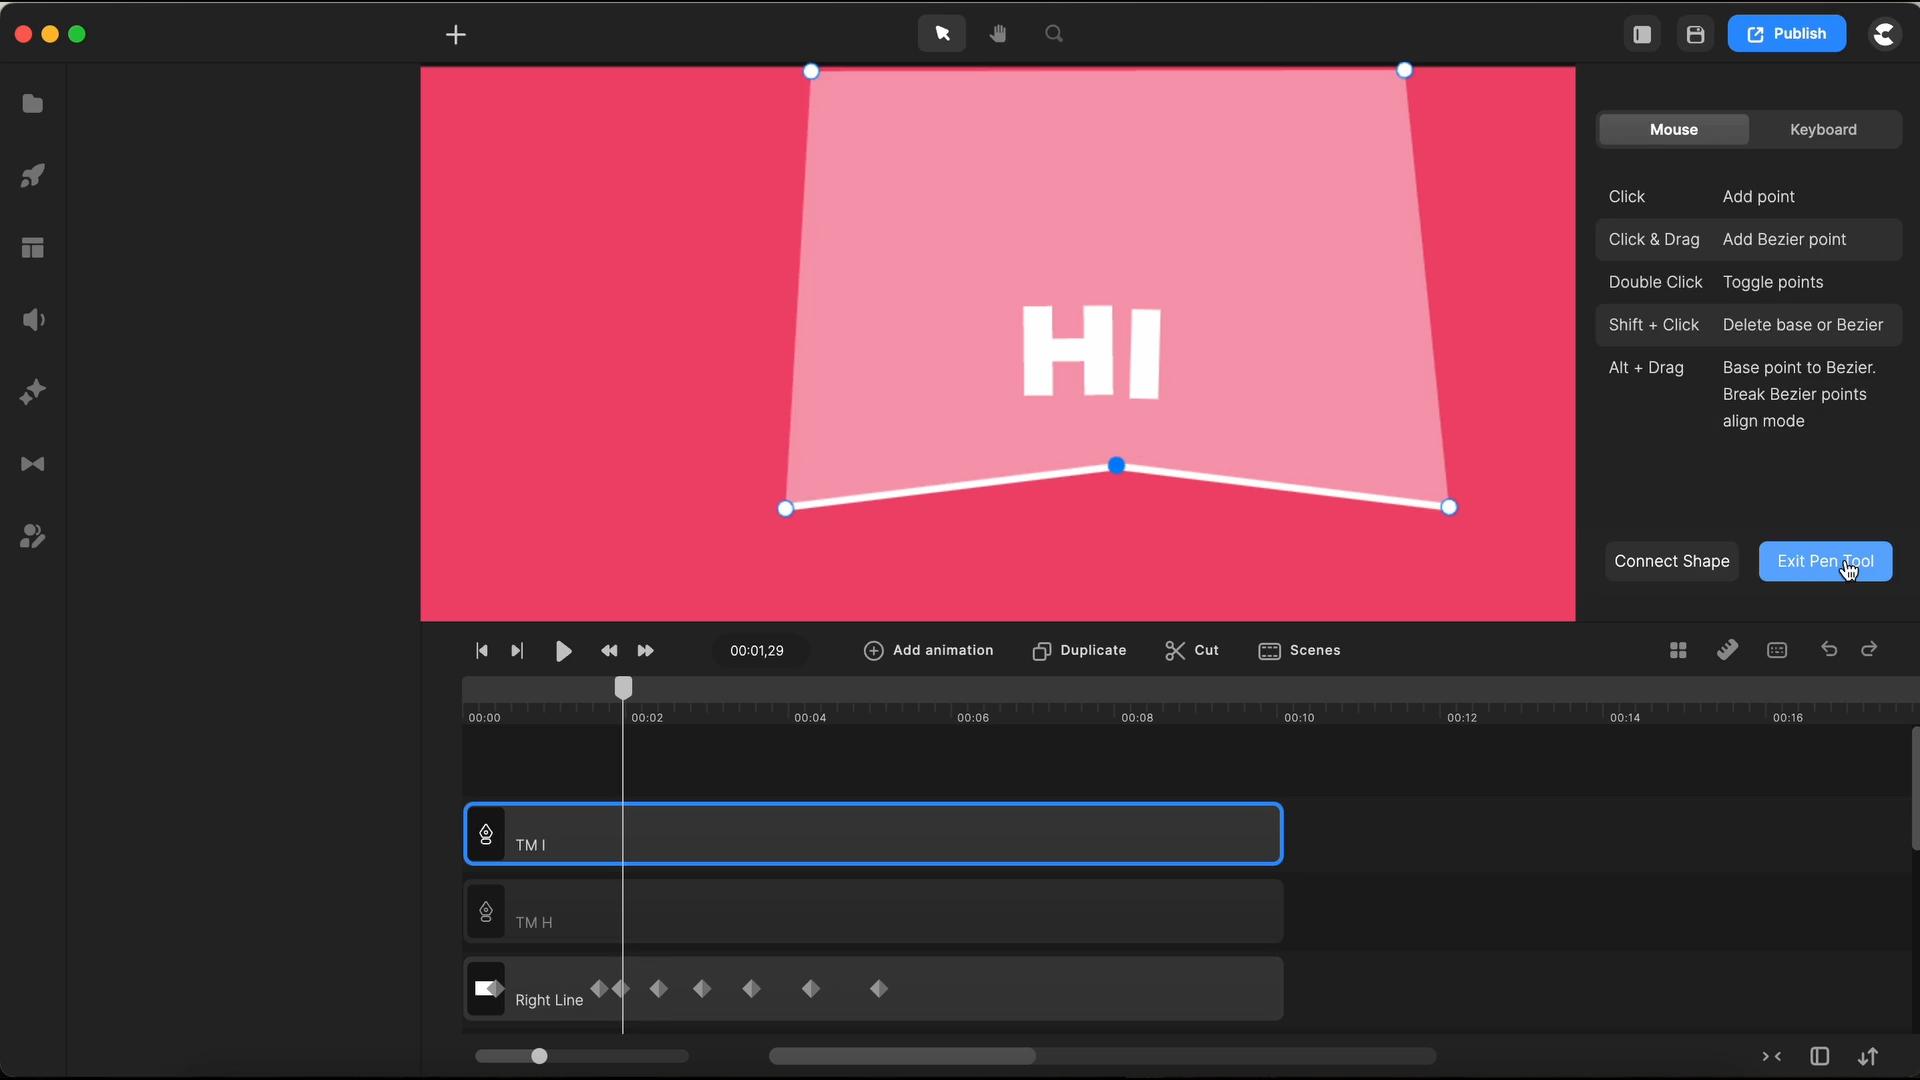 Publish
Mouse Keyboard
Click Add point
Click & Drag Add Bezier point
Double Click Toggle points
Shift + Click Delete base or Bezier
Alt + Drag Base point to Bezier.
Break Bezier points
align mode
HI
Connect Shape Exit Pen Tool
00:01,29 Add animation Duplicate Cut Scenes
00:00 00:02 00:04 00:06 00:08 00:10 00:12 00:14 00:16
TM I
TM H
Right Line